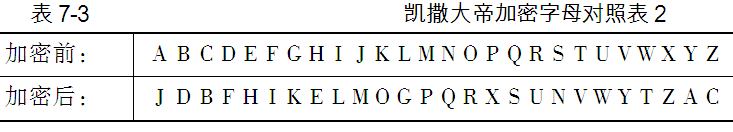 表 7-3 凯撒大帝加密字母对照表 2
加密前： A B C D E F G H I J K L M N O P Q R S T U V W X Y Z
加密后： J D B F H I K E L M O G P Q R X S U N V W Y T Z A C